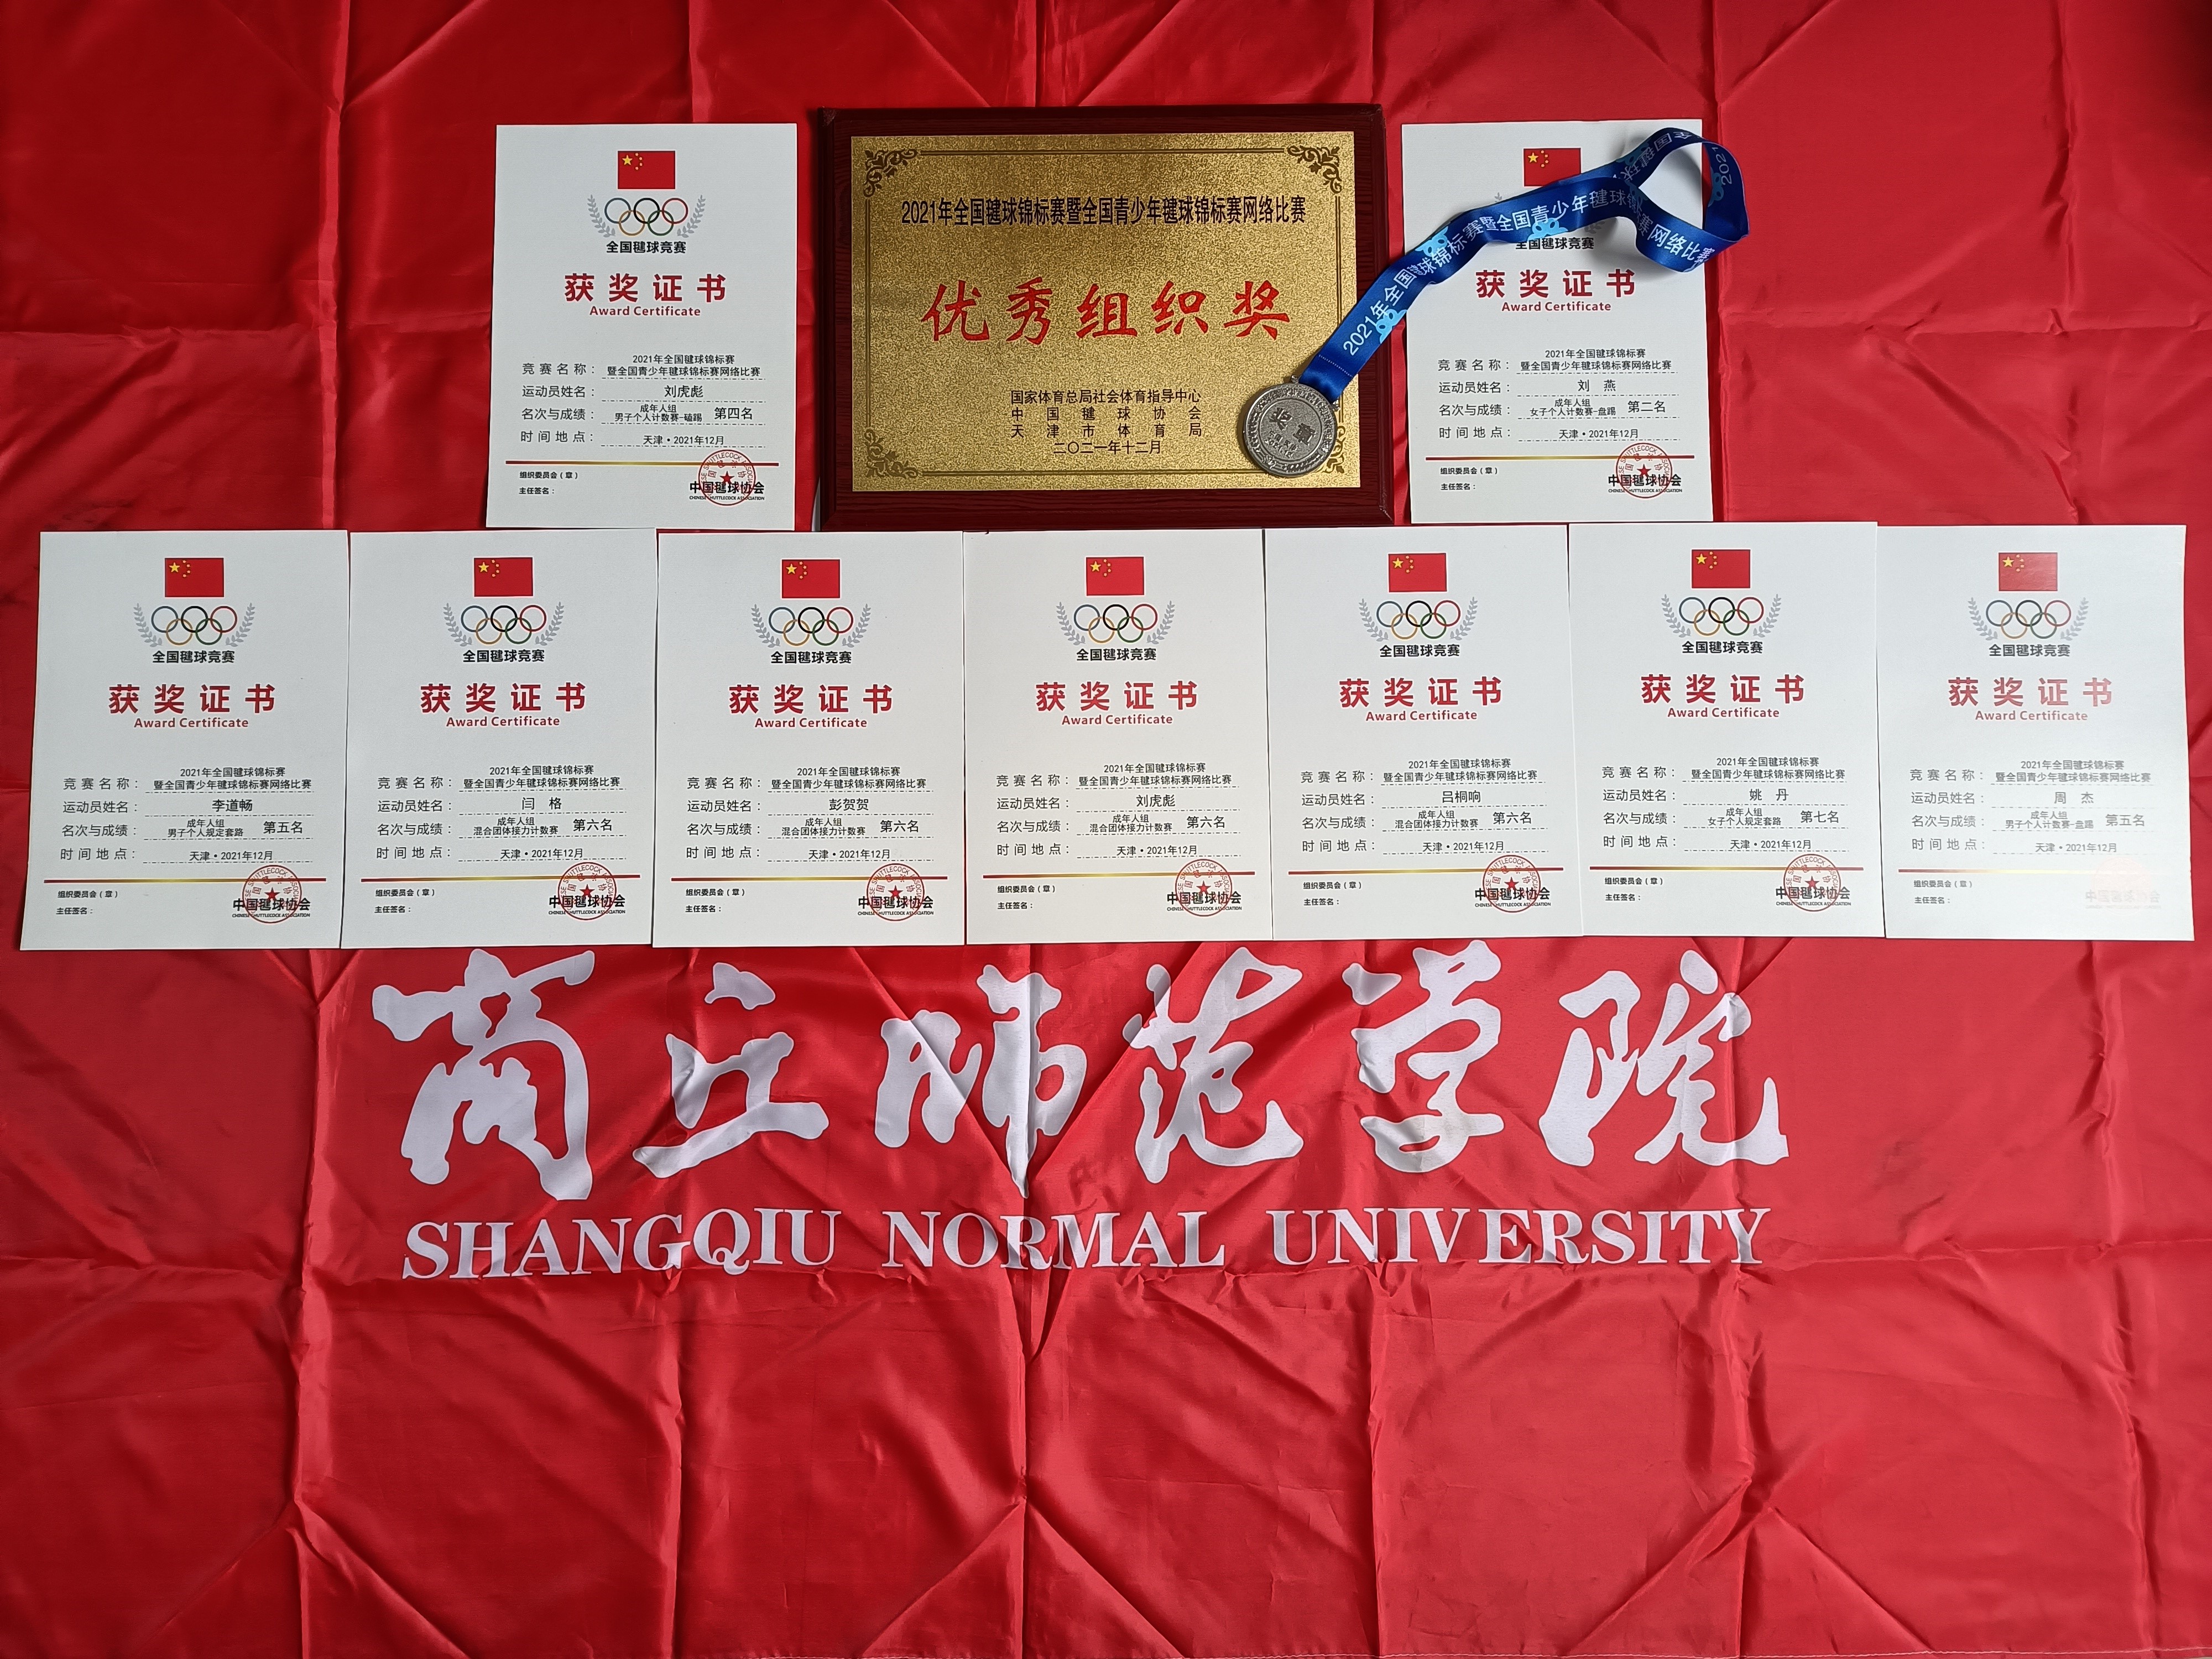 全国毽球竞赛
获奖证书
Award Certificate
竞赛名称：
2021年全国毽球锦标赛
暨全国青少年毽球锦标赛网络比赛
运动员姓名：刘虎彪
名次与成绩：
成年人组
男子个人计数赛-磕踢
第四名
时间地点：天津•2021年12月
组织委员会（章）
主任签名：
中国毽球协会
CHINESE SHUTTLECOCK ASSOCIATION
2021年全国毽球锦标赛暨全国青少年毽球锦标赛网络比赛
优秀组织奖
国家体育总局社会体育指导中心
中国毽球协会
天津市体育局
二〇二一年十二月
奖章
2021年全国毽球锦标赛暨全国青少年毽球锦标赛网络比赛
2021
全国毽球竞赛
获奖证书
Award Certificate
竞赛名称：
2021年全国毽球锦标赛
暨全国青少年毽球锦标赛网络比赛
运动员姓名：刘 燕
名次与成绩：
成年人组
女子个人计数赛-盘踢
第二名
时间地点：天津•2021年12月
组织委员会（章）
主任签名：
中国毽球协会
CHINESE SHUTTLECOCK ASSOCIATION
全国毽球竞赛
获奖证书
Award Certificate
竞赛名称：
2021年全国毽球锦标赛
暨全国青少年毽球锦标赛网络比赛
运动员姓名：李道畅
名次与成绩：
成年人组
男子个人规定套路
第五名
时间地点：天津•2021年12月
组织委员会（章）
主任签名：
中国毽球协会
CHINESE SHUTTLECOCK ASSOCIATION
全国毽球竞赛
获奖证书
Award Certificate
竞赛名称：
2021年全国毽球锦标赛
暨全国青少年毽球锦标赛网络比赛
运动员姓名：闫 格
名次与成绩：
成年人组
混合团体接力计数赛
第六名
时间地点：天津•2021年12月
组织委员会（章）
主任签名：
中国毽球协会
CHINESE SHUTTLECOCK ASSOCIATION
全国毽球竞赛
获奖证书
Award Certificate
竞赛名称：
2021年全国毽球锦标赛
暨全国青少年毽球锦标赛网络比赛
运动员姓名：彭贺贺
名次与成绩：
成年人组
混合团体接力计数赛
第六名
时间地点：天津•2021年12月
组织委员会（章）
主任签名：
中国毽球协会
CHINESE SHUTTLECOCK ASSOCIATION
全国毽球竞赛
获奖证书
Award Certificate
竞赛名称：
2021年全国毽球锦标赛
暨全国青少年毽球锦标赛网络比赛
运动员姓名：刘虎彪
名次与成绩：
成年人组
混合团体接力计数赛
第六名
时间地点：天津•2021年12月
组织委员会（章）
主任签名：
中国毽球协会
CHINESE SHUTTLECOCK ASSOCIATION
全国毽球竞赛
获奖证书
Award Certificate
竞赛名称：
2021年全国毽球锦标赛
暨全国青少年毽球锦标赛网络比赛
运动员姓名：吕桐响
名次与成绩：
成年人组
混合团体接力计数赛
第六名
时间地点：天津•2021年12月
组织委员会（章）
主任签名：
中国毽球协会
CHINESE SHUTTLECOCK ASSOCIATION
全国毽球竞赛
获奖证书
Award Certificate
竞赛名称：
2021年全国毽球锦标赛
暨全国青少年毽球锦标赛网络比赛
运动员姓名：姚 丹
名次与成绩：
成年人组
女子个人规定套路
第七名
时间地点：天津•2021年12月
组织委员会（章）
主任签名：
中国毽球协会
CHINESE SHUTTLECOCK ASSOCIATION
全国毽球竞赛
获奖证书
Award Certificate
竞赛名称：
2021年全国毽球锦标赛
暨全国青少年毽球锦标赛网络比赛
运动员姓名：周 杰
名次与成绩：
成年人组
男子个人计数赛-盘踢
第五名
时间地点：天津•2021年12月
组织委员会（章）
主任签名：
中国毽球协会
商丘师范学院
SHANGQIU NORMAL UNIVERSITY